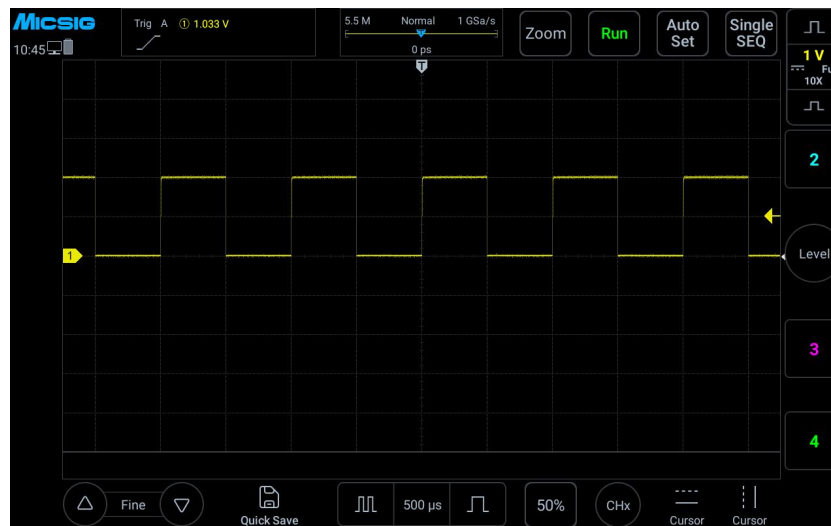 Micsig
10:45
Trig A ① 1.033 V
5.5 M Normal 1 GSa/s
0 ps
T
Zoom
Run
Auto
Set
Single
SEQ
1 V
10X
2
1
Level
3
4
Fine
Quick Save
500 μs
50%
CHx
Cursor
Cursor